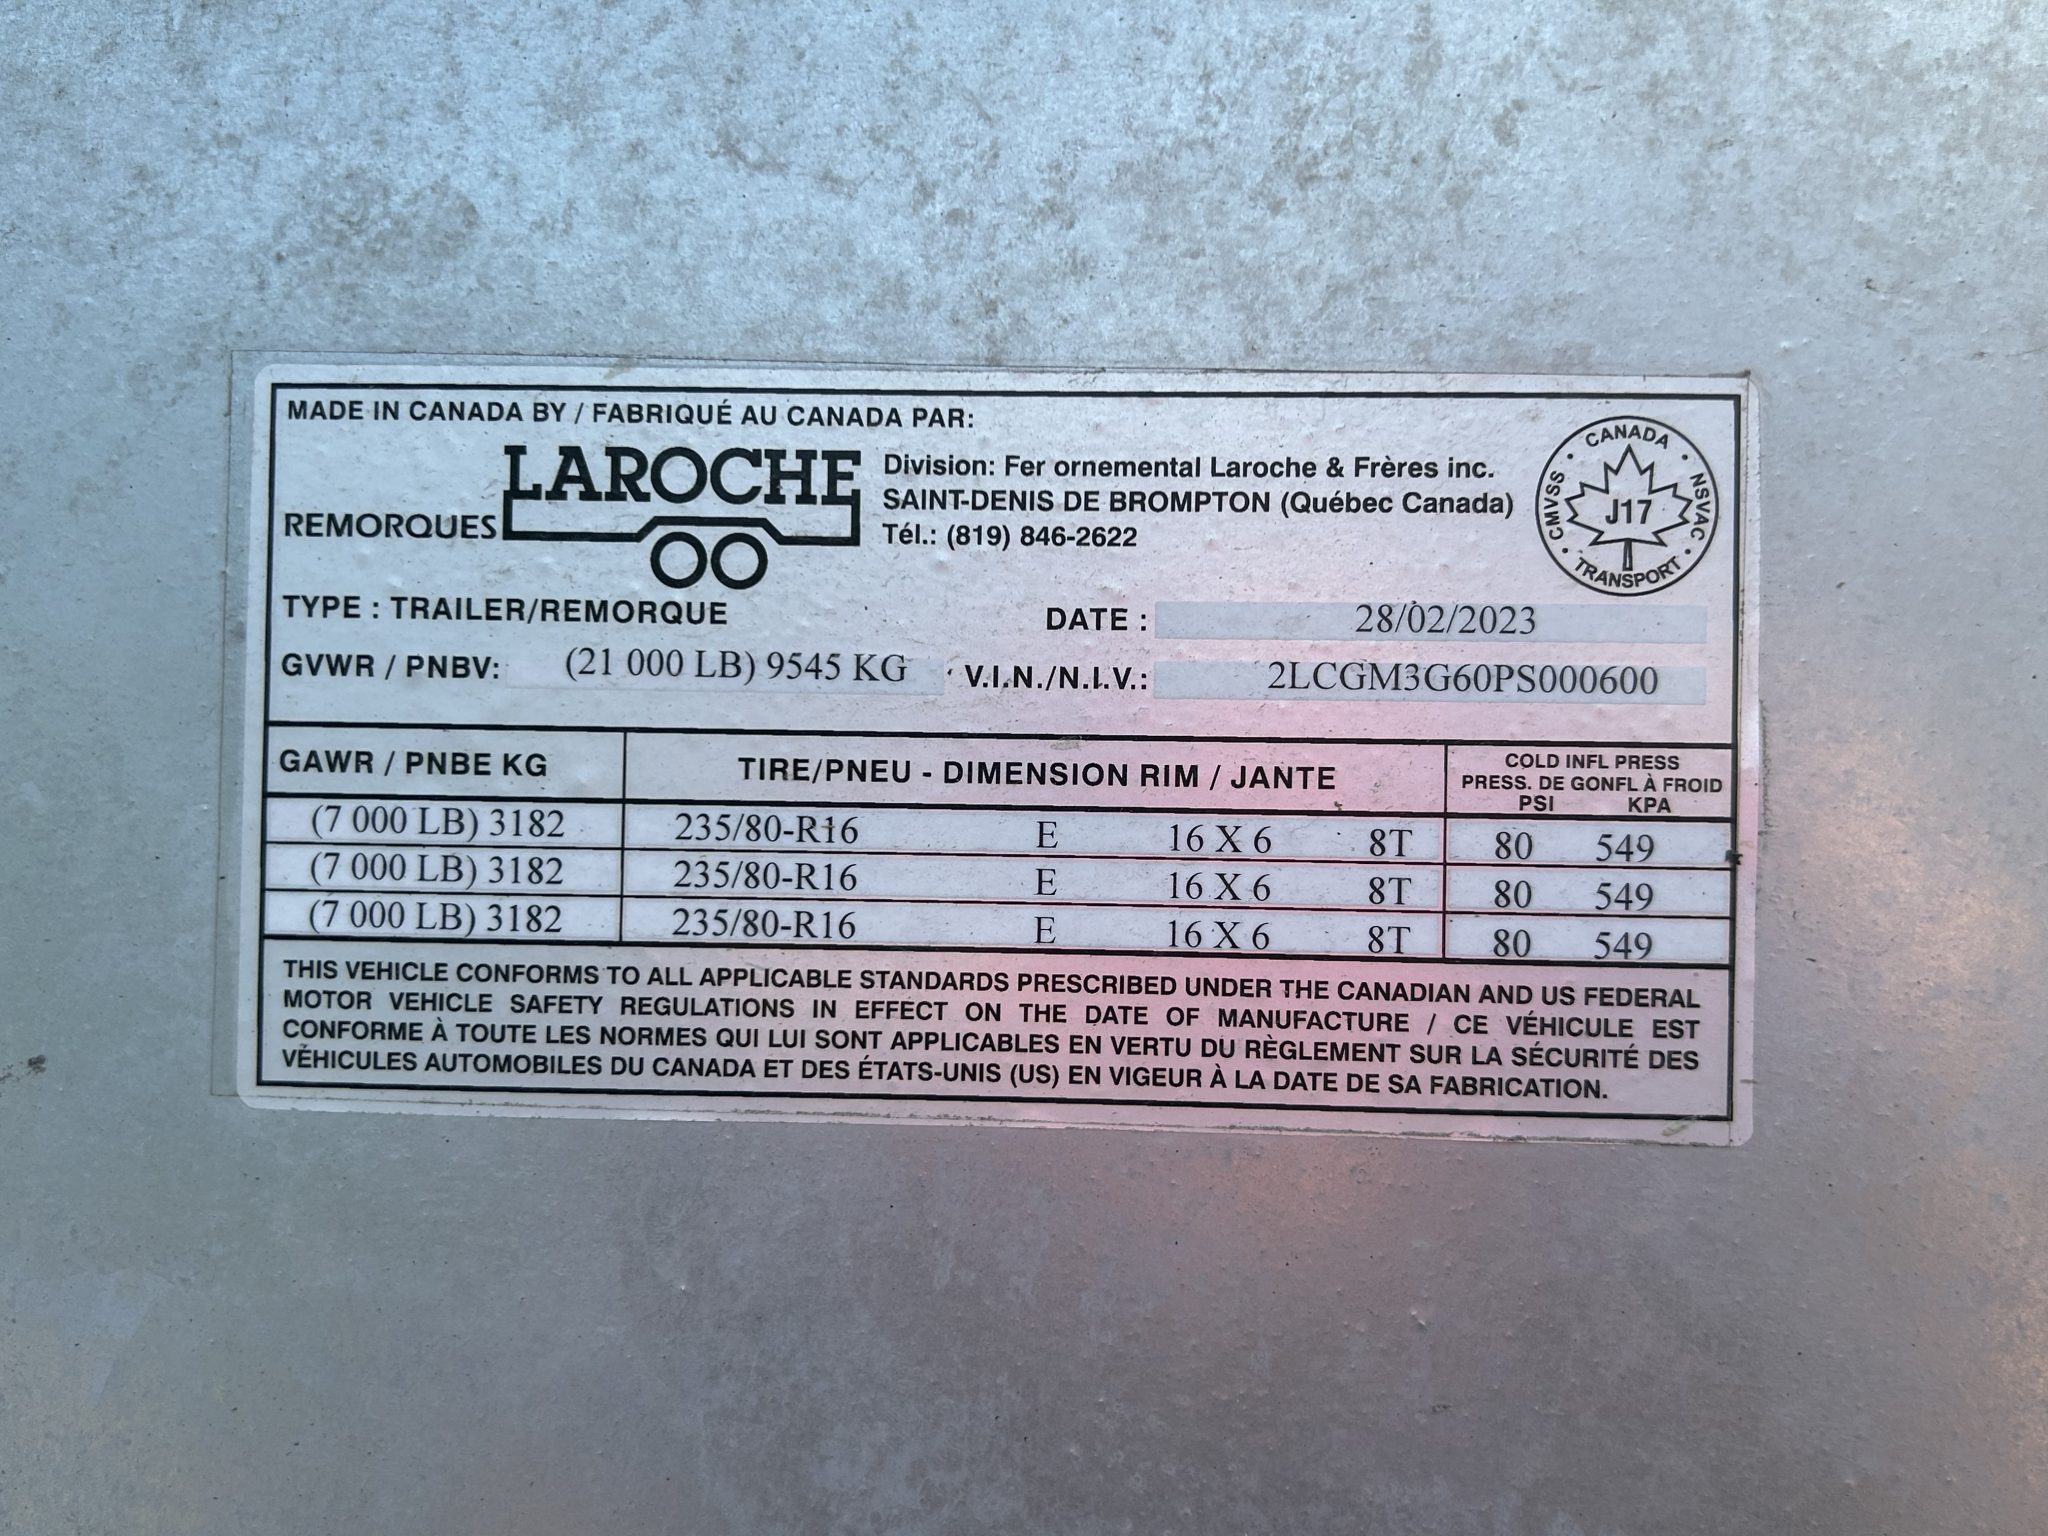 MADE IN CANADA BY / FABRIQUÉ AU CANADA PAR:
REMORQUES LAROCHE
Division: Fer ornemental Laroche & Frères inc.
SAINT-DENIS DE BROMPTON (Québec Canada)
Tél.: (819) 846-2622
CANADA
CMVSS
J17
NSVAC
TRANSPORT
TYPE : TRAILER/REMORQUE DATE : 28/02/2023
GVWR / PNBV: (21 000 LB) 9545 KG V.I.N./N.I.V.: 2LCGM3G60PS000600
GAWR / PNBE KG TIRE/PNEU - DIMENSION RIM / JANTE COLD INFL PRESS
PRESS. DE GONFL À FROID
PSI KPA
(7 000 LB) 3182 235/80-R16 E 16 X 6 8T 80 549
(7 000 LB) 3182 235/80-R16 E 16 X 6 8T 80 549
(7 000 LB) 3182 235/80-R16 E 16 X 6 8T 80 549
THIS VEHICLE CONFORMS TO ALL APPLICABLE STANDARDS PRESCRIBED UNDER THE CANADIAN AND US FEDERAL
MOTOR VEHICLE SAFETY REGULATIONS IN EFFECT ON THE DATE OF MANUFACTURE / CE VÉHICULE EST
CONFORME À TOUTE LES NORMES QUI LUI SONT APPLICABLES EN VERTU DU RÈGLEMENT SUR LA SÉCURITÉ DES
VÉHICULES AUTOMOBILES DU CANADA ET DES ÉTATS-UNIS (US) EN VIGEUR À LA DATE DE SA FABRICATION.